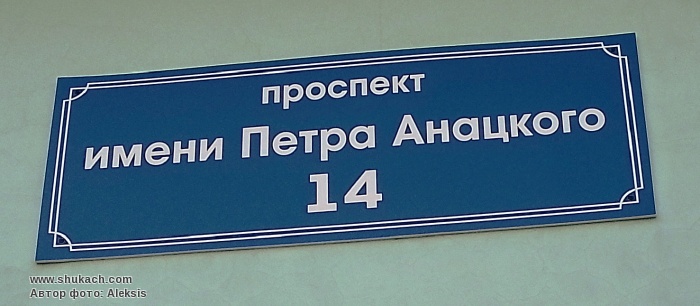 проспект
имени Петра Анацкого
14
www.shukach.com
Автор фото: Aleksis